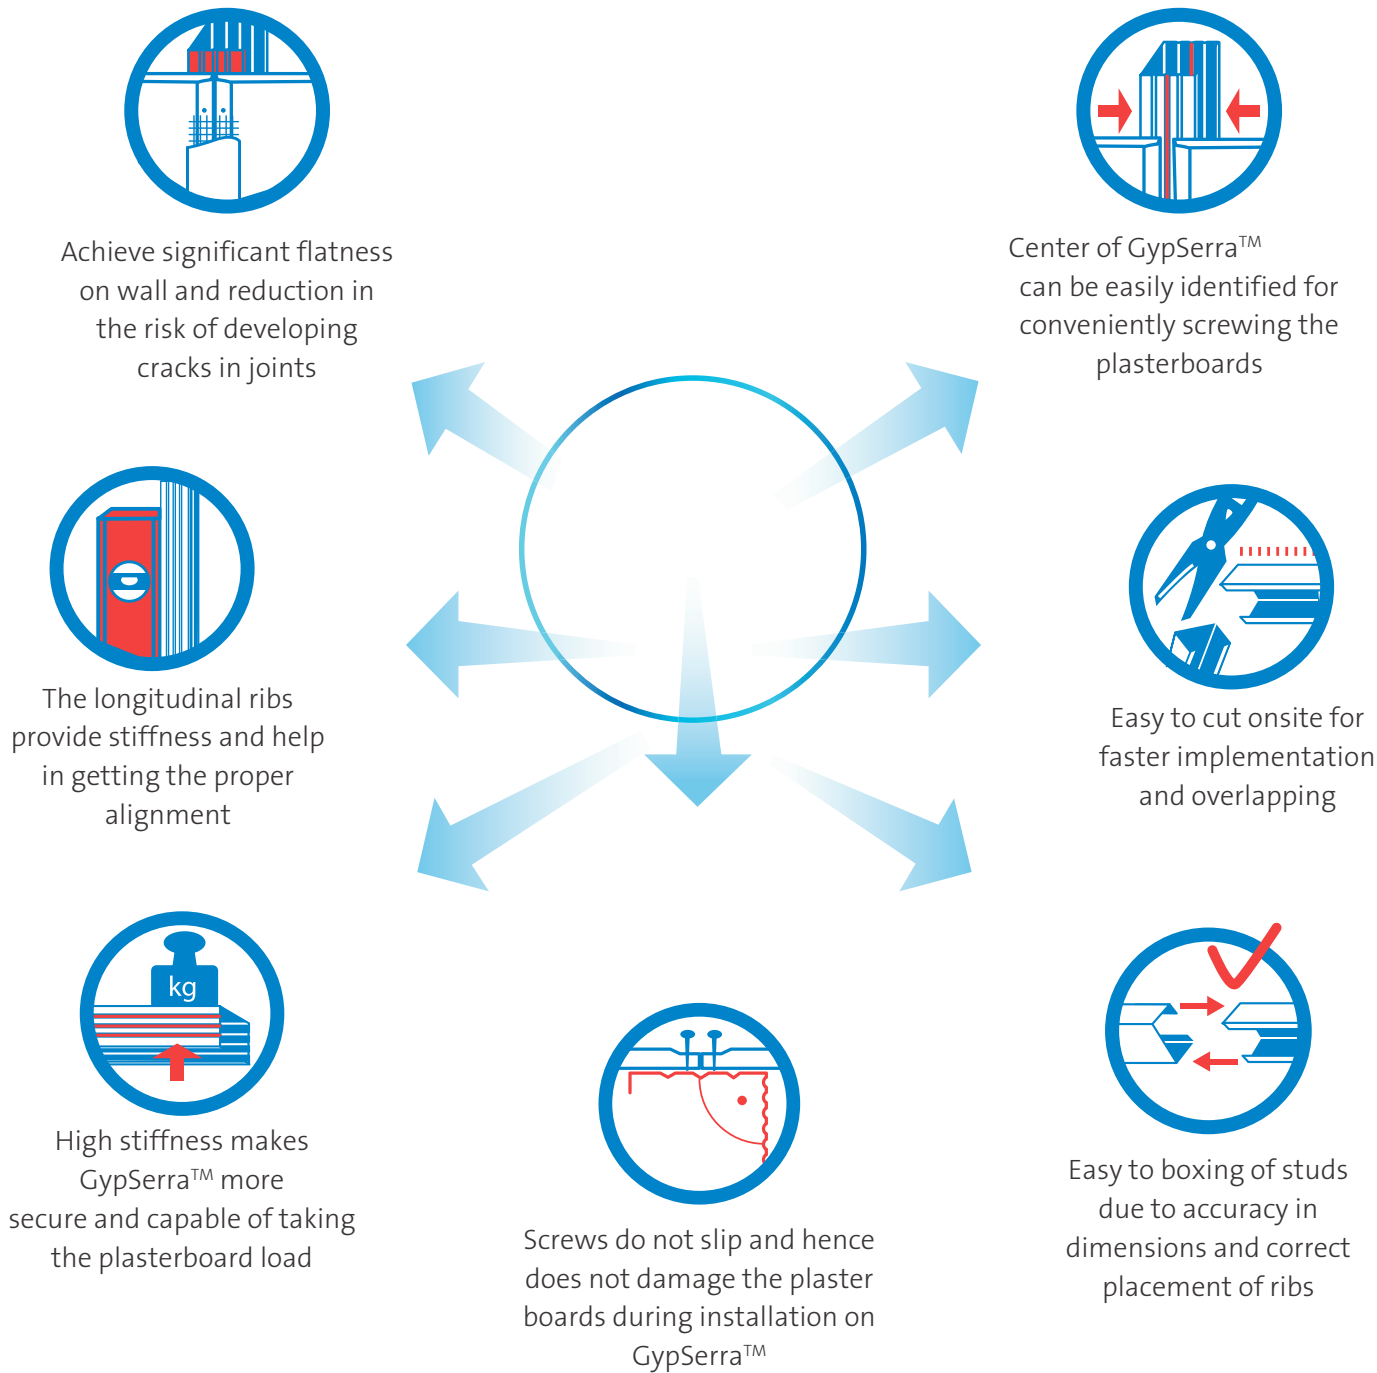 Achieve significant flatness
on wall and reduction in
the risk of developing
cracks in joints
Center of GypSerra™
can be easily identified for
conveniently screwing the
plasterboards
The longitudinal ribs
provide stiffness and help
in getting the proper
alignment
Easy to cut onsite for
faster implementation
and overlapping
kg
High stiffness makes
GypSerra™ more
secure and capable of taking
the plasterboard load
Screws do not slip and hence
does not damage the plaster
boards during installation on
GypSerra™
Easy to boxing of studs
due to accuracy in
dimensions and correct
placement of ribs